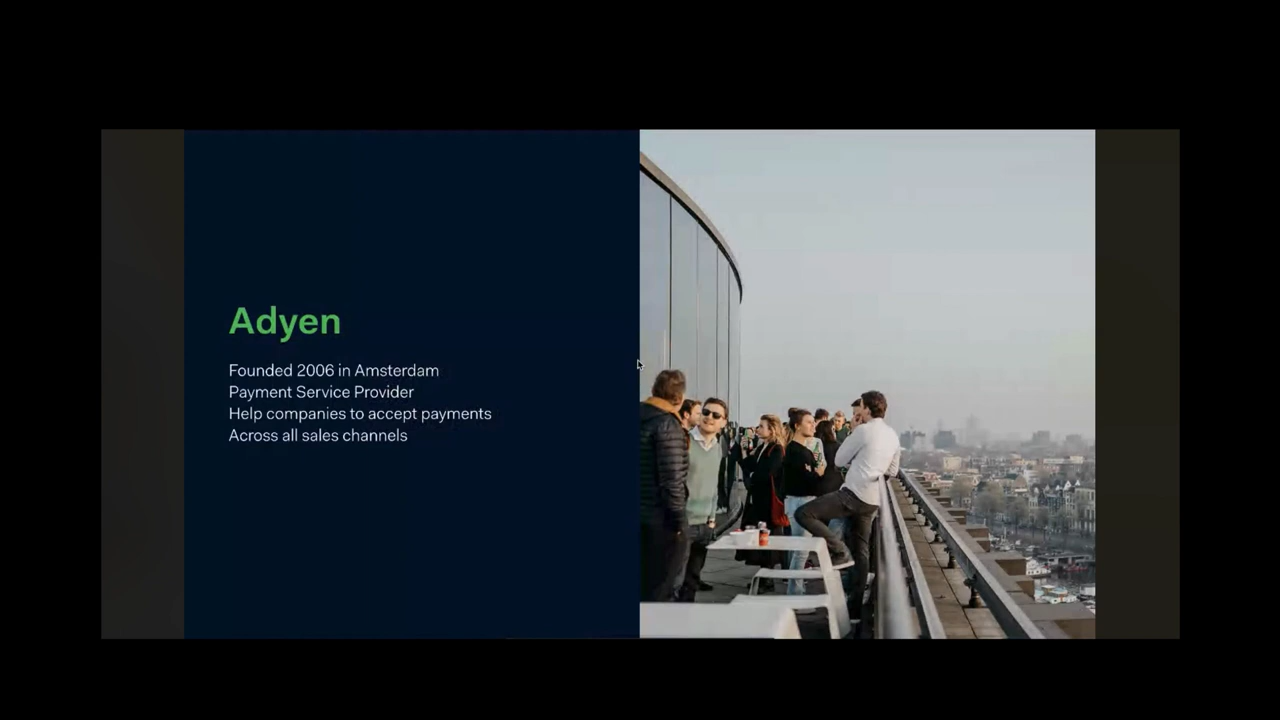 Adyen
Founded 2006 in Amsterdam
Payment Service Provider
Help companies to accept payments
Across all sales channels